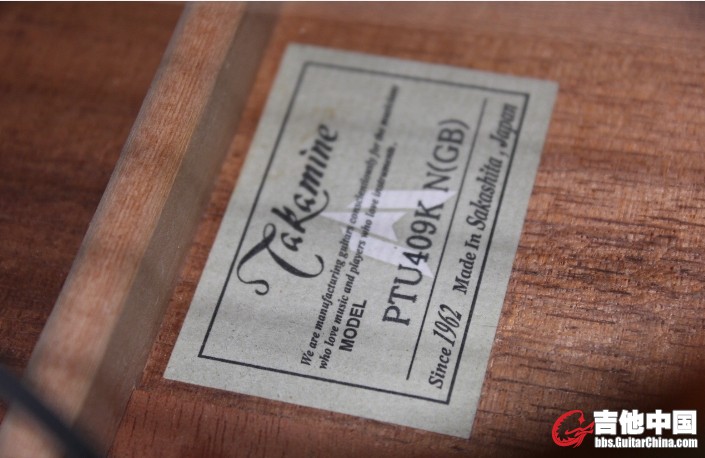 Takamine
We are manufacturing guitars conscientiously for the musicians
who love music and players who love instruments.
MODEL
PTU409K N(GB)
Since 1962 Made In Sakashita, Japan
吉他中国
bbs.GuitarChina.com